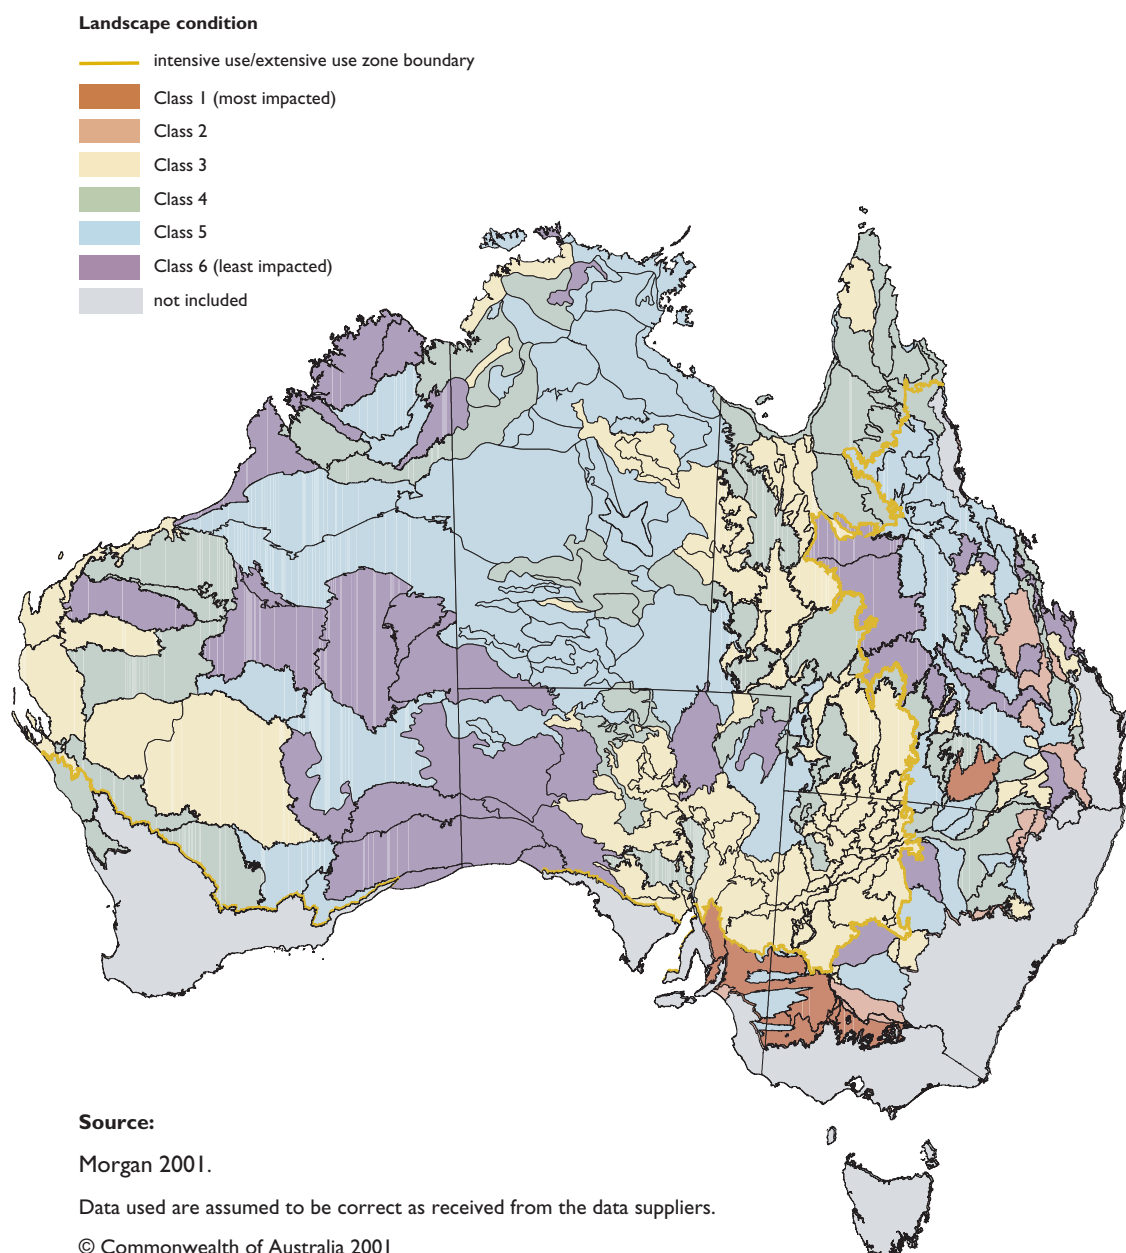 Landscape condition
intensive use/extensive use zone boundary
Class 1 (most impacted)
Class 2
Class 3
Class 4
Class 5
Class 6 (least impacted)
not included
Source:
Morgan 2001.
Data used are assumed to be correct as received from the data suppliers.
© Commonwealth of Australia 2001